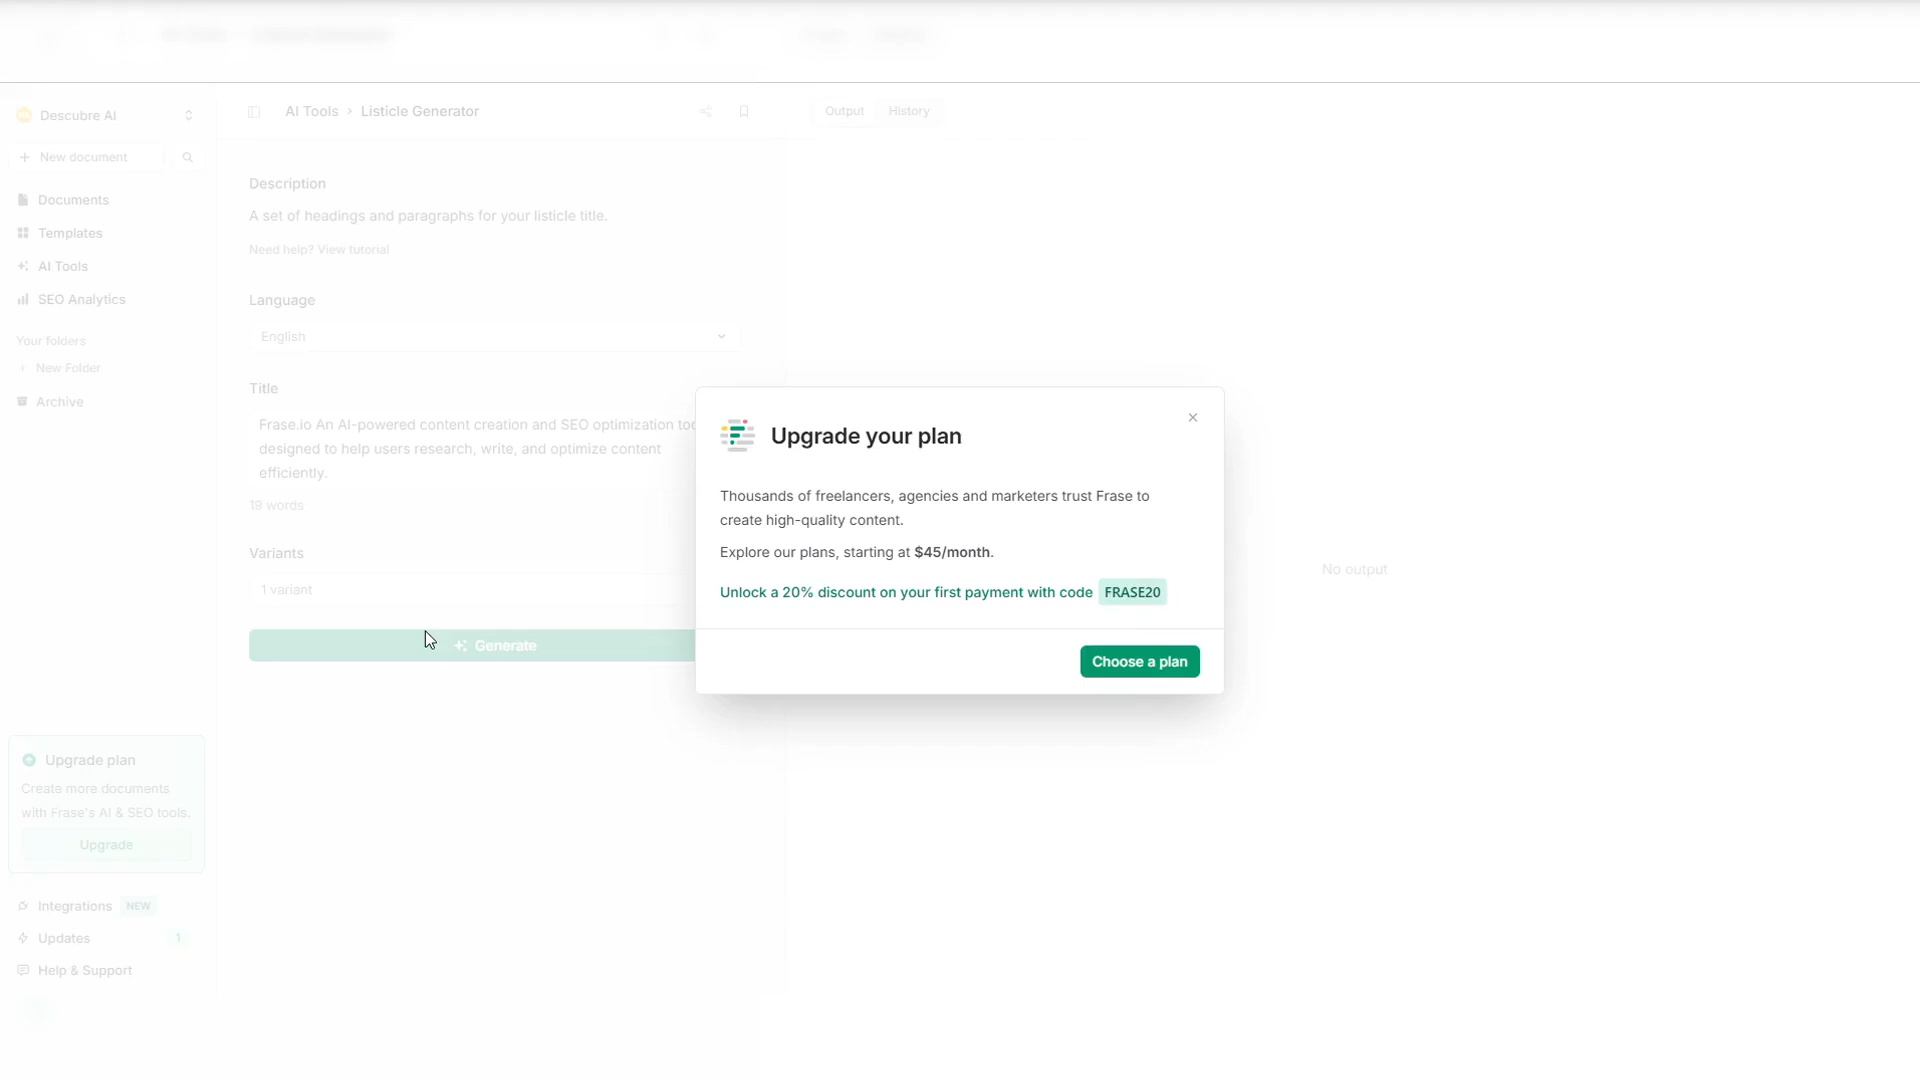 Descubre AI
New document
Documents
Templates
AI Tools
SEO Analytics
Your folders
New Folder
Archive
Upgrade plan
Create more documents
with Frase's AI & SEO tools.
Upgrade
Integrations NEW
Updates 1
Help & Support
AI Tools › Listicle Generator
Description
A set of headings and paragraphs for your listicle title.
Need help? View tutorial
Language
English
Title
Frase.io An AI-powered content creation and SEO optimization
designed to help users research, write, and optimize content
efficiently.
19 words
Variants
1 variant
Generate
Output History
No output
Upgrade your plan
Thousands of freelancers, agencies and marketers trust Frase to
create high-quality content.
Explore our plans, starting at $45/month.
Unlock a 20% discount on your first payment with code FRASE20
Choose a plan